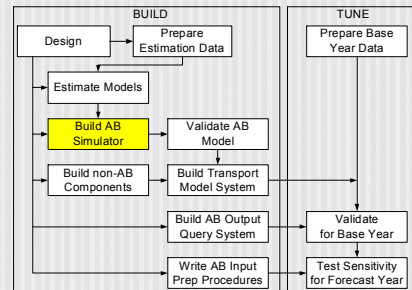 BUILD
TUNE
Design
Prepare
Estimation Data
Prepare Base
Year Data
Estimate Models
Build AB
Simulator
Validate AB
Model
Build non-AB
Components
Build Transport
Model System
Build AB Output
Query System
Validate
for Base Year
Write AB Input
Prep Procedures
Test Sensitivity
for Forecast Year